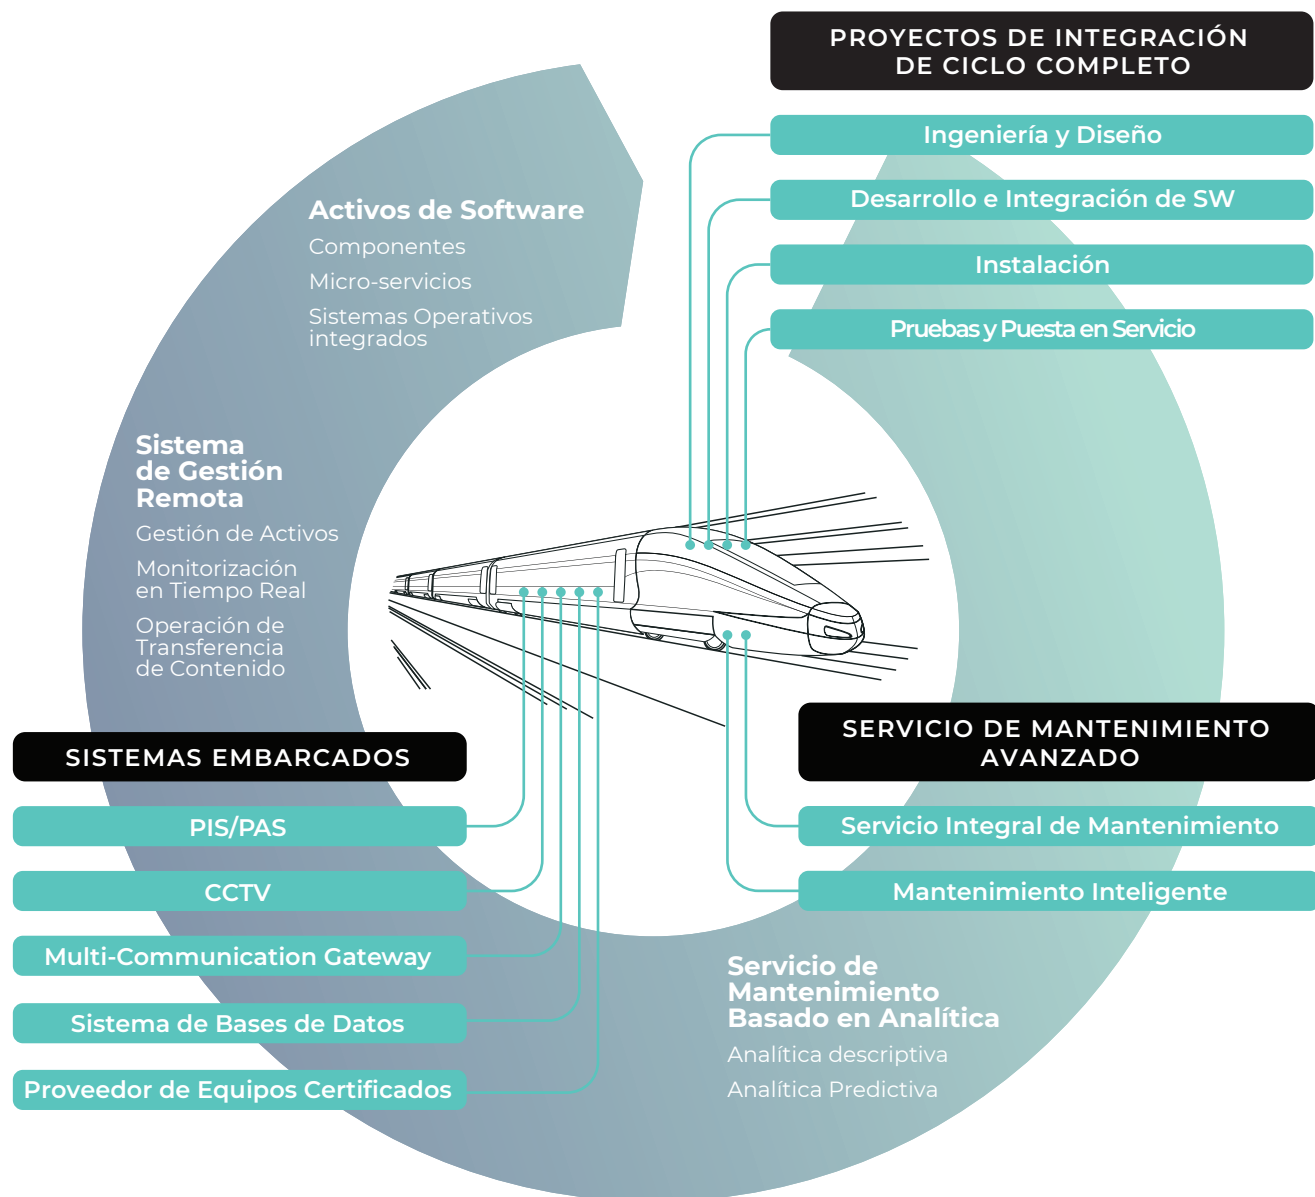 PROYECTOS DE INTEGRACIÓN
DE CICLO COMPLETO
Ingeniería y Diseño
Desarrollo e Integración de SW
Instalación
Pruebas y Puesta en Servicio
Activos de Software
Componentes
Micro-servicios
Sistemas Operativos
integrados
Sistema
de Gestión
Remota
Gestión de Activos
Monitorización
en Tiempo Real
Operación de
Transferencia
de Contenido
SISTEMAS EMBARCADOS
PIS/PAS
CCTV
Multi-Communication Gateway
Sistema de Bases de Datos
Proveedor de Equipos Certificados
SERVICIO DE MANTENIMIENTO
AVANZADO
Servicio Integral de Mantenimiento
Mantenimiento Inteligente
Servicio de
Mantenimiento
Basado en Analítica
Analítica descriptiva
Analítica Predictiva